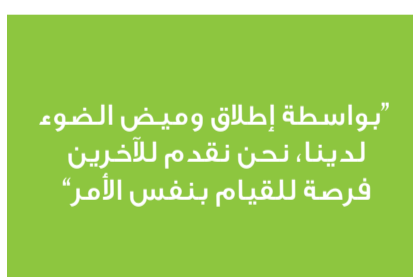 ”بواسطة إطلاق وميض الضوء
لدينا، نحن نقدم للآخرين
فرصة للقيام بنفس الأمر“